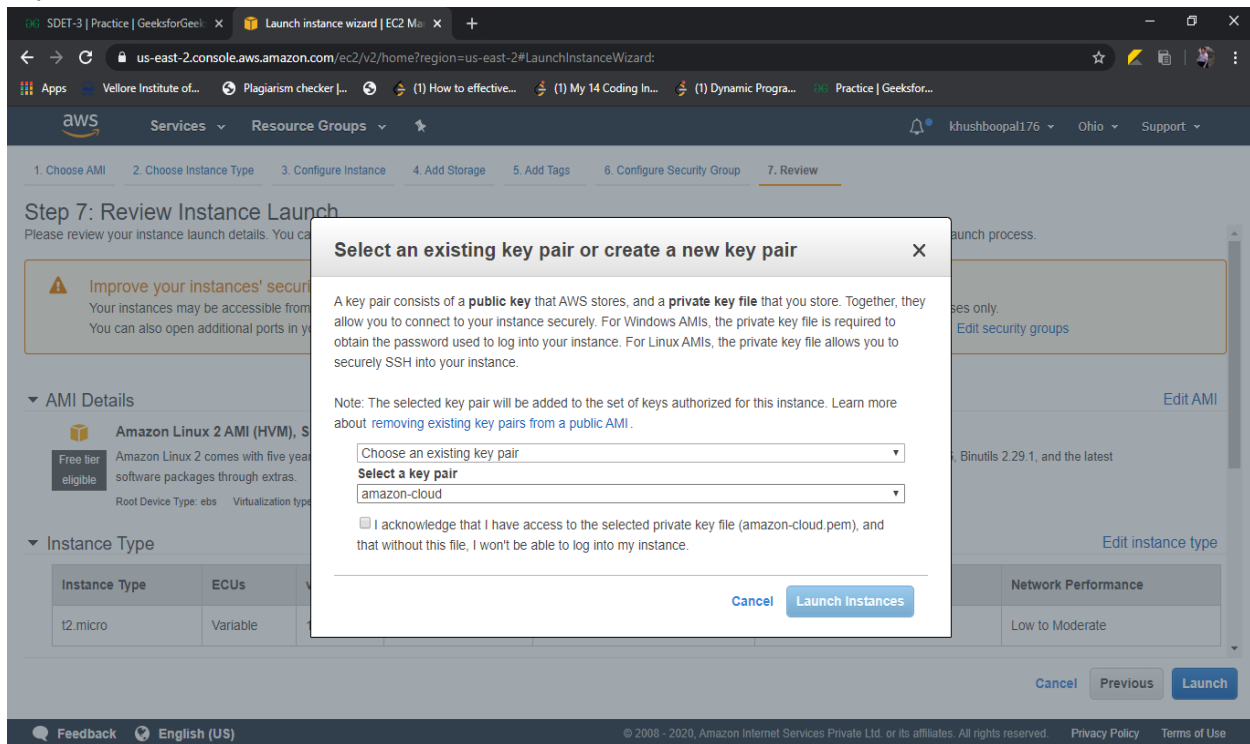 SDET-3 | Practice | GeeksforGeek
Launch instance wizard | EC2 Ma
us-east-2.console.aws.amazon.com/ec2/v2/home?region=us-east-2#LaunchInstanceWizard:
Apps
Vellore Institute of...
Plagiarism checker |...
(1) How to effective...
(1) My 14 Coding In...
(1) Dynamic Progra...
Practice | Geeksfor...
aws
Services
Resource Groups
khushboopal176
Ohio
Support
1. Choose AMI
2. Choose Instance Type
3. Configure Instance
4. Add Storage
5. Add Tags
6. Configure Security Group
7. Review
Step 7: Review Instance Launch
Please review your instance launch details. You ca
aunch process.
Improve your instances' securi
Your instances may be accessible from
ses only.
You can also open additional ports in yo
Edit security groups
Select an existing key pair or create a new key pair
A key pair consists of a public key that AWS stores, and a private key file that you store. Together, they
allow you to connect to your instance securely. For Windows AMIs, the private key file is required to
obtain the password used to log into your instance. For Linux AMIs, the private key file allows you to
securely SSH into your instance.
Note: The selected key pair will be added to the set of keys authorized for this instance. Learn more
about removing existing key pairs from a public AMI.
Choose an existing key pair
Select a key pair
amazon-cloud
I acknowledge that I have access to the selected private key file (amazon-cloud.pem), and
that without this file, I won't be able to log into my instance.
Cancel
Launch Instances
AMI Details
Edit AMI
Amazon Linux 2 AMI (HVM), S
Free tier
eligible
Amazon Linux 2 comes with five year
, Binutils 2.29.1, and the latest
software packages through extras.
Root Device Type: ebs
Virtualization type
Instance Type
Edit instance type
Instance Type
ECUs
Network Performance
t2.micro
Variable
Low to Moderate
Cancel
Previous
Launch
Feedback
English (US)
© 2008 - 2020, Amazon Internet Services Private Ltd. or its affiliates. All rights reserved.
Privacy Policy
Terms of Use